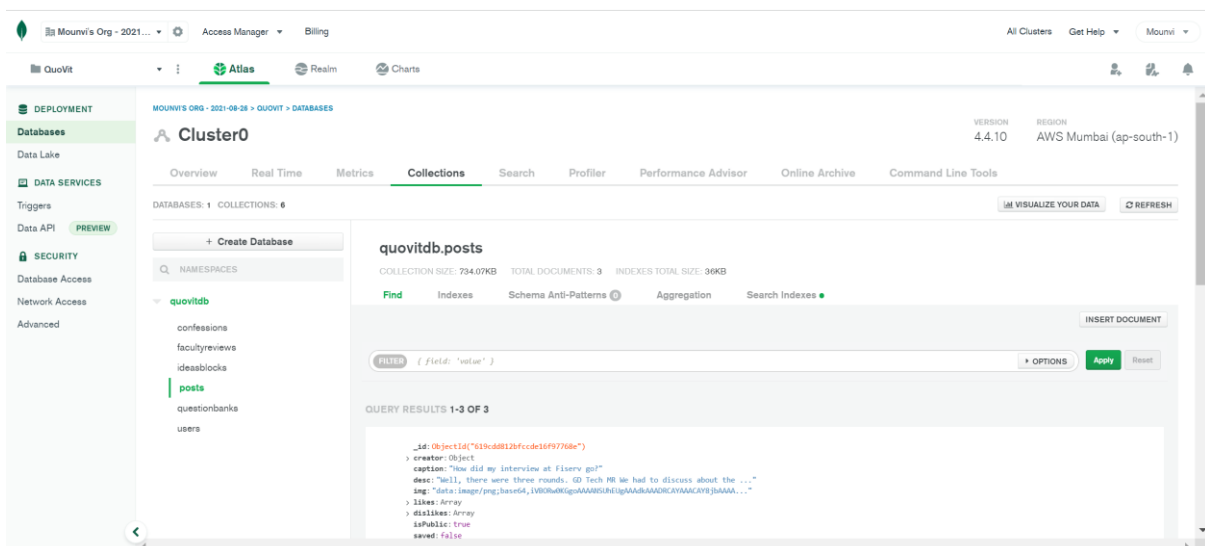 Mounvi's Org - 2021... Access Manager Billing All Clusters Get Help Mounvi
QuoVit Atlas Realm Charts
DEPLOYMENT
Databases
Data Lake
DATA SERVICES
Triggers
Data API PREVIEW
SECURITY
Database Access
Network Access
Advanced
MOUNVI'S ORG - 2021-08-26 > QUOVIT > DATABASES
Cluster0
VERSION REGION
4.4.10 AWS Mumbai (ap-south-1)
Overview Real Time Metrics Collections Search Profiler Performance Advisor Online Archive Command Line Tools
DATABASES: 1 COLLECTIONS: 6
VISUALIZE YOUR DATA REFRESH
+ Create Database
NAMESPACES
quovitdb
confessions
facultyreviews
ideasblocks
posts
questionbanks
users
quovitdb.posts
COLLECTION SIZE: 734.07KB TOTAL DOCUMENTS: 3 INDEXES TOTAL SIZE: 36KB
Find Indexes Schema Anti-Patterns 0 Aggregation Search Indexes
INSERT DOCUMENT
FILTER { field: 'value' } OPTIONS Apply Reset
QUERY RESULTS 1-3 OF 3
_id: ObjectId("619cdd812bfccde16f97768e")
creator: Object
caption: "How did my interview at Fiserv go?"
desc: "Well, there were three rounds. GD Tech MR We had to discuss about the ..."
img: "data:image/png;base64,iVBORw0KGgoAAAANSUhEUgAAAdkAAADRCAYAAACAY8jbAAAA..."
likes: Array
dislikes: Array
isPublic: true
saved: false